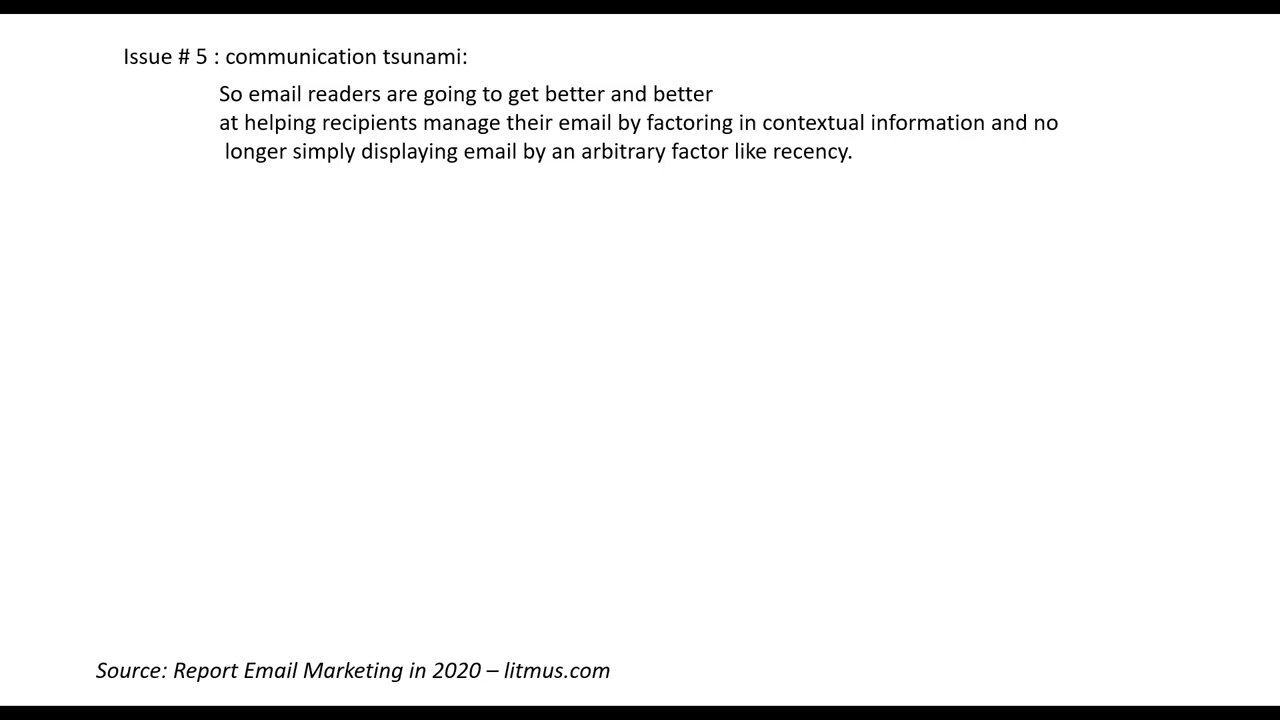 Issue # 5 : communication tsunami:
So email readers are going to get better and better
at helping recipients manage their email by factoring in contextual information and no
longer simply displaying email by an arbitrary factor like recency.
Source: Report Email Marketing in 2020 – litmus.com